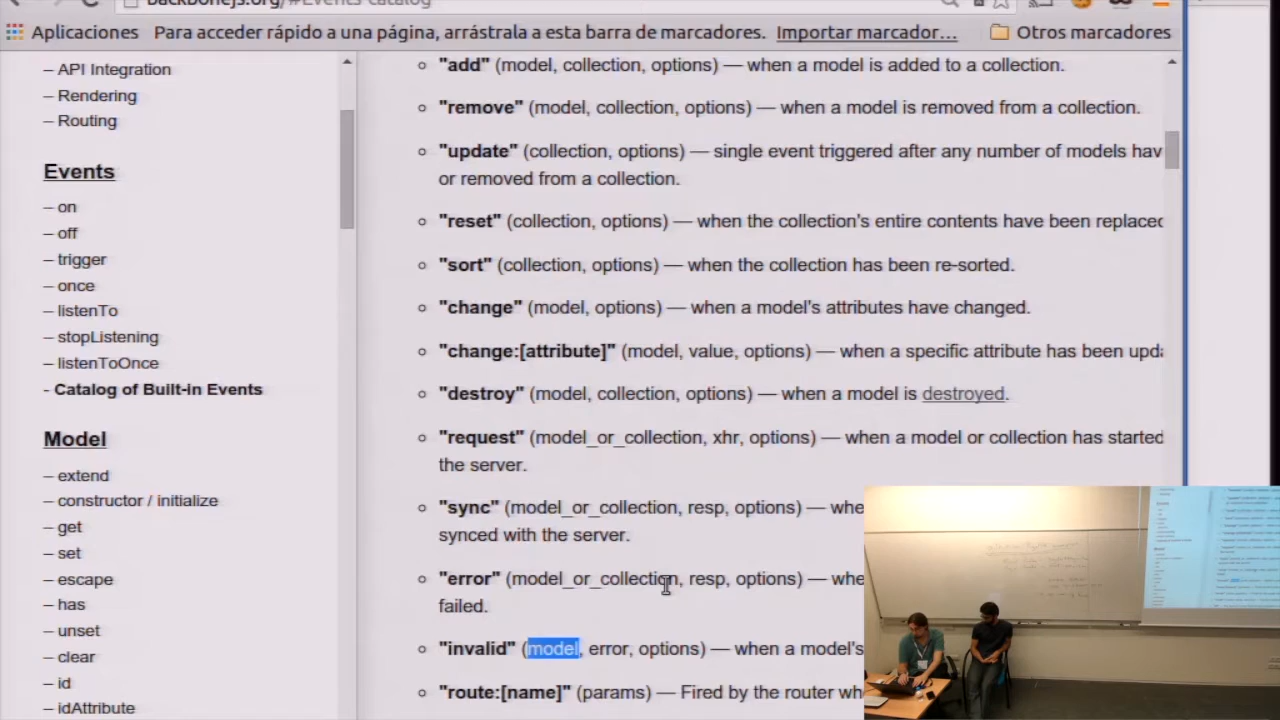 backbonejs.org/#Events-catalog
Aplicaciones Para acceder rápido a una página, arrástrala a esta barra de marcadores. Importar marcador... Otros marcadores
– API Integration
– Rendering
– Routing
Events
– on
– off
– trigger
– once
– listenTo
– stopListening
– listenToOnce
- Catalog of Built-in Events
Model
– extend
– constructor / initialize
– get
– set
– escape
– has
– unset
– clear
– id
– idAttribute
"add" (model, collection, options) — when a model is added to a collection.
"remove" (model, collection, options) — when a model is removed from a collection.
"update" (collection, options) — single event triggered after any number of models hav
or removed from a collection.
"reset" (collection, options) — when the collection's entire contents have been replaced
"sort" (collection, options) — when the collection has been re-sorted.
"change" (model, options) — when a model's attributes have changed.
"change:[attribute]" (model, value, options) — when a specific attribute has been upda
"destroy" (model, collection, options) — when a model is destroyed.
"request" (model_or_collection, xhr, options) — when a model or collection has started
the server.
"sync" (model_or_collection, resp, options) — whe
synced with the server.
"error" (model_or_collection, resp, options) — whe
failed.
"invalid" (model, error, options) — when a model's
"route:[name]" (params) — Fired by the router wh